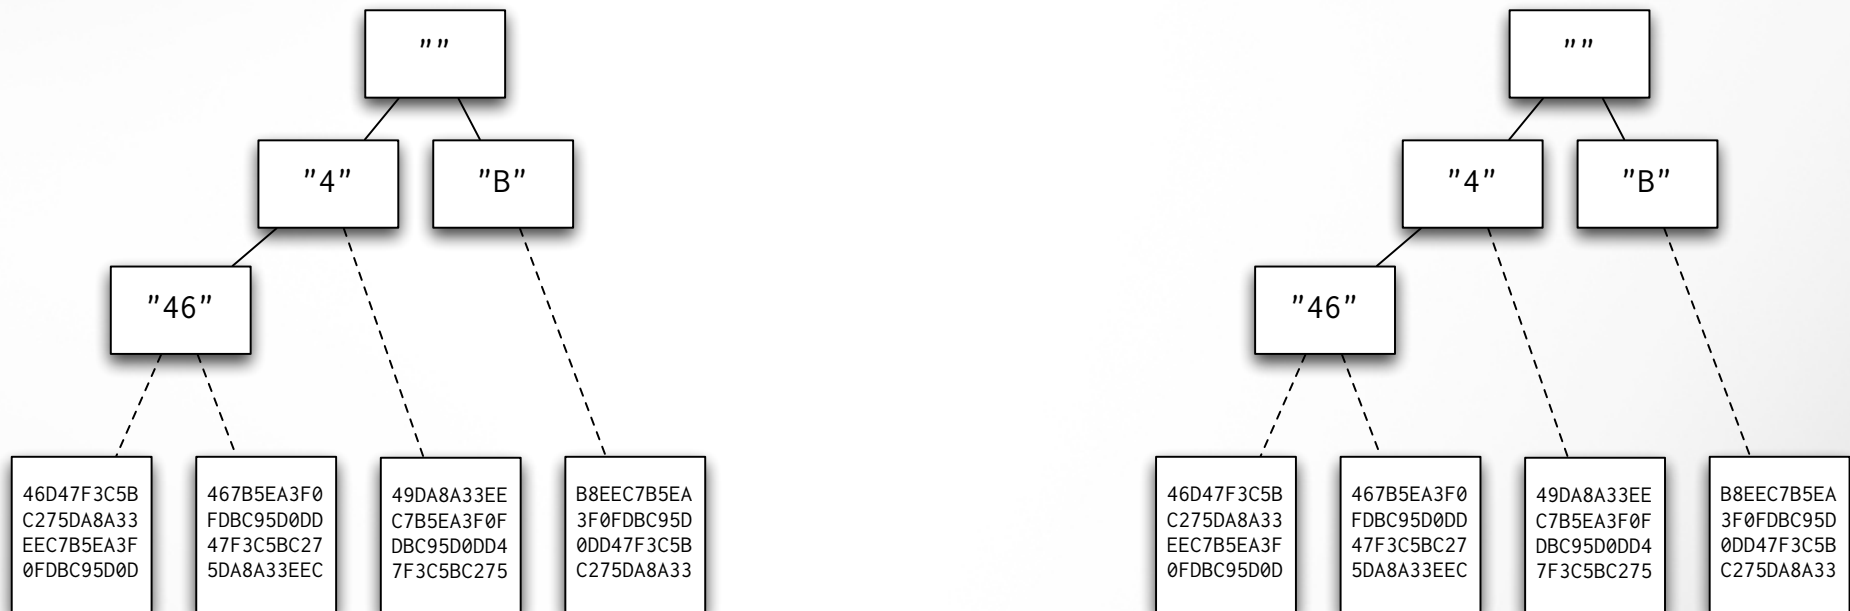 ""
"4"
"B"
"46"
46D47F3C5B
C275DA8A33
EEC7B5EA3F
0FDBC95D0D
467B5EA3F0
FDBC95D0DD
47F3C5BC27
5DA8A33EEC
49DA8A33EE
C7B5EA3F0F
DBC95D0DD4
7F3C5BC275
B8EEC7B5EA
3F0FDBC95D
0DD47F3C5B
C275DA8A33
""
"4"
"B"
"46"
46D47F3C5B
C275DA8A33
EEC7B5EA3F
0FDBC95D0D
467B5EA3F0
FDBC95D0DD
47F3C5BC27
5DA8A33EEC
49DA8A33EE
C7B5EA3F0F
DBC95D0DD4
7F3C5BC275
B8EEC7B5EA
3F0FDBC95D
0DD47F3C5B
C275DA8A33